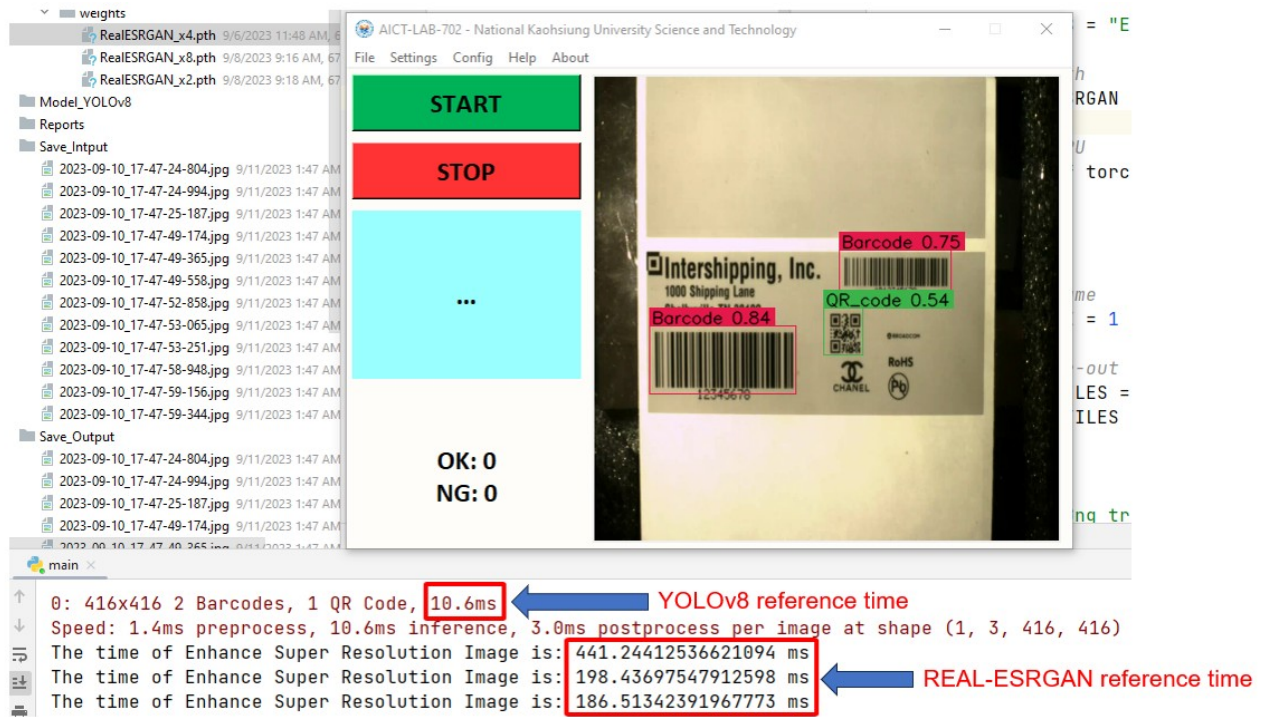 weights
RealESRGAN_x4.pth 9/6/2023 11:48 AM, 6
RealESRGAN_x8.pth 9/8/2023 9:16 AM, 67
RealESRGAN_x2.pth 9/8/2023 9:18 AM, 67
Model_YOLOv8
Reports
Save_Intput
2023-09-10_17-47-24-804.jpg 9/11/2023 1:47 AM
2023-09-10_17-47-24-994.jpg 9/11/2023 1:47 AM
2023-09-10_17-47-25-187.jpg 9/11/2023 1:47 AM
2023-09-10_17-47-49-174.jpg 9/11/2023 1:47 AM
2023-09-10_17-47-49-365.jpg 9/11/2023 1:47 AM
2023-09-10_17-47-49-558.jpg 9/11/2023 1:47 AM
2023-09-10_17-47-52-858.jpg 9/11/2023 1:47 AM
2023-09-10_17-47-53-065.jpg 9/11/2023 1:47 AM
2023-09-10_17-47-53-251.jpg 9/11/2023 1:47 AM
2023-09-10_17-47-58-948.jpg 9/11/2023 1:47 AM
2023-09-10_17-47-59-156.jpg 9/11/2023 1:47 AM
2023-09-10_17-47-59-344.jpg 9/11/2023 1:47 AM
Save_Output
2023-09-10_17-47-24-804.jpg 9/11/2023 1:47 AM
2023-09-10_17-47-24-994.jpg 9/11/2023 1:47 AM
2023-09-10_17-47-25-187.jpg 9/11/2023 1:47 AM
2023-09-10_17-47-49-174.jpg 9/11/2023 1:47 AM
AICT-LAB-702 - National Kaohsiung University Science and Technology
File Settings Config Help About
START
STOP
...
OK: 0
NG: 0
Barcode 0.75
Intershipping, Inc.
1000 Shipping Lane
QR_code 0.54
Barcode 0.84
12345678
BROADCOM
RoHS
CHANEL
Pb
= "E
h
RGAN
U
torc
me
= 1
-out
LES =
ILES
ng tr
main
0: 416x416 2 Barcodes, 1 QR Code, 10.6ms
YOLOv8 reference time
Speed: 1.4ms preprocess, 10.6ms inference, 3.0ms postprocess per image at shape (1, 3, 416, 416)
The time of Enhance Super Resolution Image is: 441.24412536621094 ms
The time of Enhance Super Resolution Image is: 198.43697547912598 ms
REAL-ESRGAN reference time
The time of Enhance Super Resolution Image is: 186.51342391967773 ms